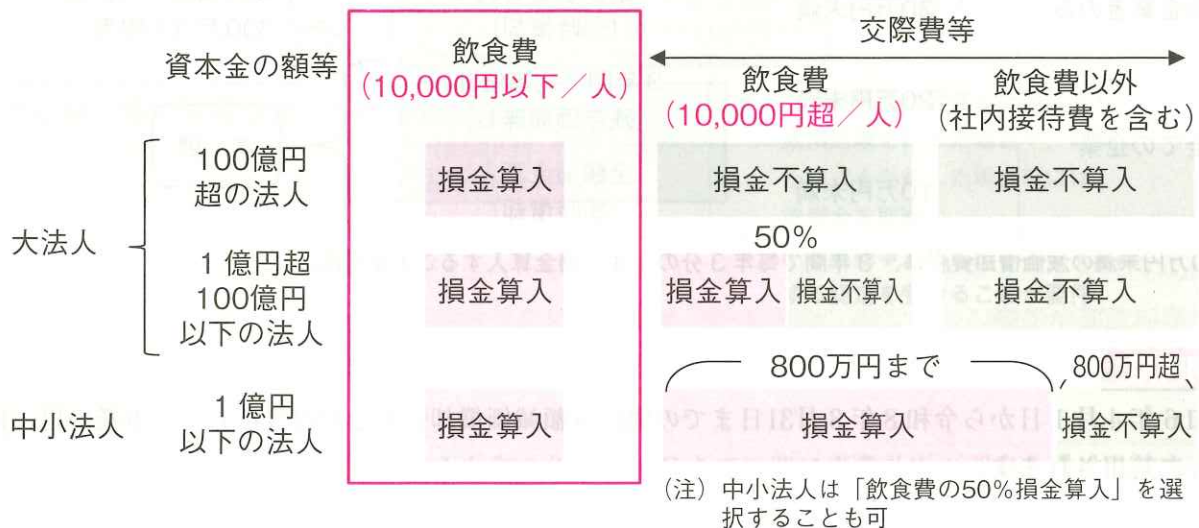 交際費等
資本金の額等
飲食費
(10,000円以下／人)
飲食費
(10,000円超／人)
飲食費以外
(社内接待費を含む)
大法人
100億円
超の法人
損金算入
損金不算入
損金不算入
1億円超
100億円
以下の法人
損金算入
50%
損金算入
損金不算入
損金不算入
800万円まで
800万円超
中小法人
1億円
以下の法人
損金算入
損金算入
損金不算入
(注) 中小法人は「飲食費の50%損金算入」を選
択することも可